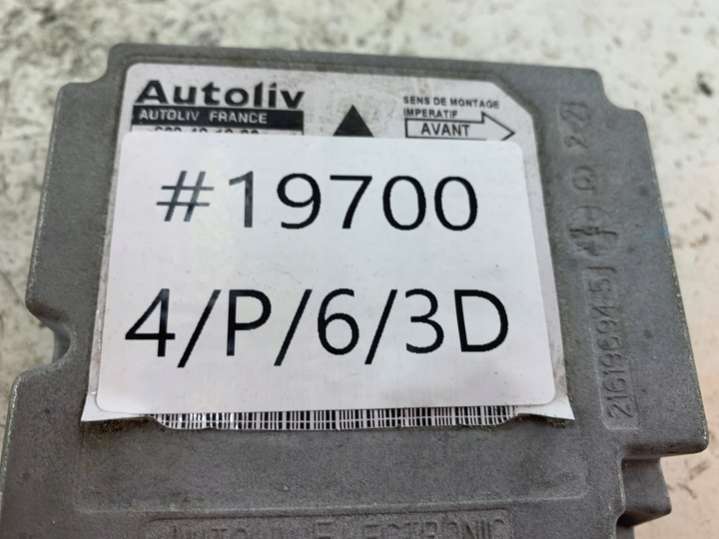 Autoliv
AUTOLIV FRANCE
SENS DE MONTAGE
IMPERATIF
AVANT
#19700
4/P/6/3D